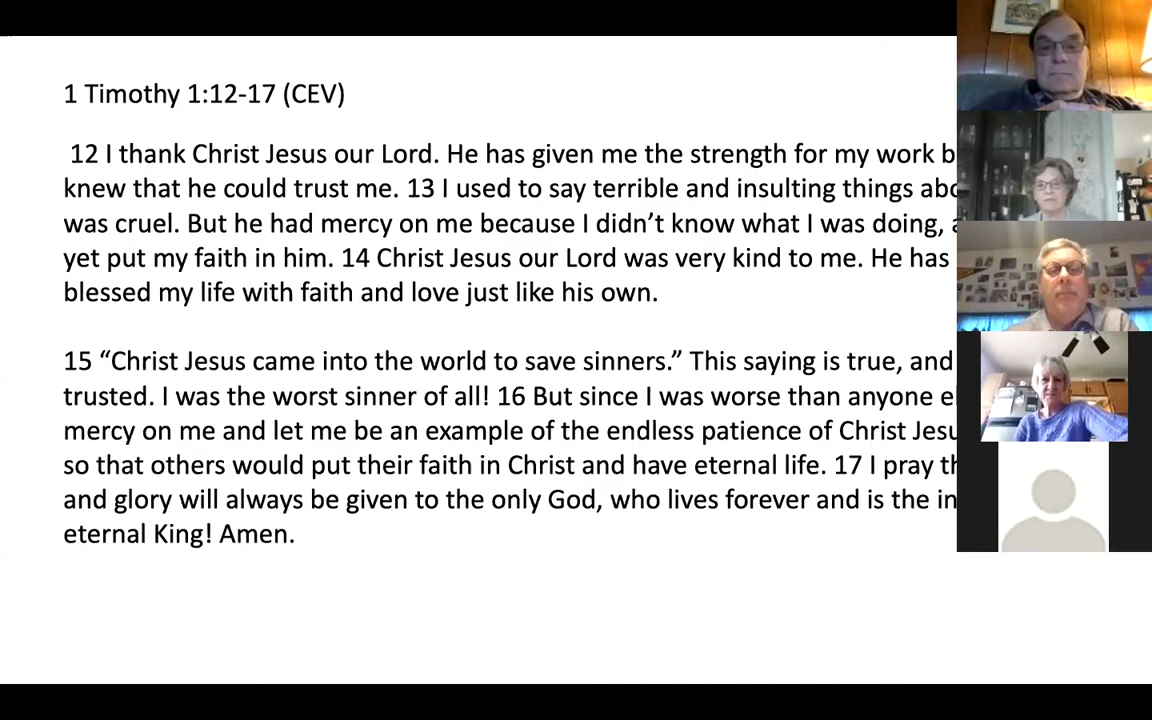 1 Timothy 1:12-17 (CEV)
12 I thank Christ Jesus our Lord. He has given me the strength for my work
knew that he could trust me. 13 I used to say terrible and insulting things
was cruel. But he had mercy on me because I didn’t know what I was doing,
yet put my faith in him. 14 Christ Jesus our Lord was very kind to me. He has
blessed my life with faith and love just like his own.
15 “Christ Jesus came into the world to save sinners.” This saying is true, and
trusted. I was the worst sinner of all! 16 But since I was worse than anyone
mercy on me and let me be an example of the endless patience of Christ
so that others would put their faith in Christ and have eternal life. 17 I pray
and glory will always be given to the only God, who lives forever and is the
eternal King! Amen.